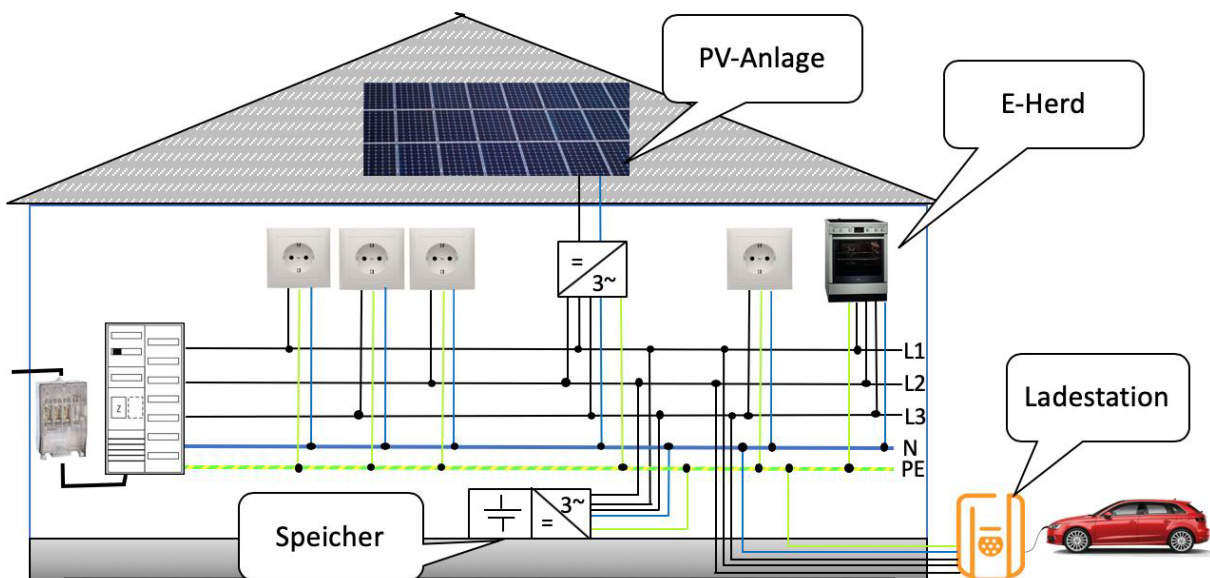 PV-Anlage
E-Herd
=
3~
L1
L2
L3
N
PE
Z
Ladestation
3~
=
Speicher